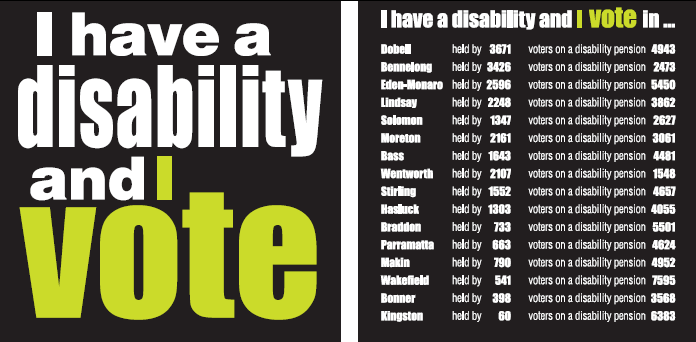 I have a
disability
and I
vote
I have a disability and I vote in ...
Dobell held by 3671 voters on a disability pension 4943
Bennelong held by 3426 voters on a disability pension 2473
Eden-Monaro held by 2596 voters on a disability pension 5450
Lindsay held by 2248 voters on a disability pension 3862
Solomon held by 1347 voters on a disability pension 2627
Moreton held by 2161 voters on a disability pension 3061
Bass held by 1643 voters on a disability pension 4481
Wentworth held by 2107 voters on a disability pension 1548
Stirling held by 1552 voters on a disability pension 4657
Hasluck held by 1303 voters on a disability pension 4055
Braddon held by 733 voters on a disability pension 5501
Parramatta held by 663 voters on a disability pension 4624
Makin held by 790 voters on a disability pension 4952
Wakefield held by 541 voters on a disability pension 7595
Bonner held by 398 voters on a disability pension 3568
Kingston held by 60 voters on a disability pension 6383